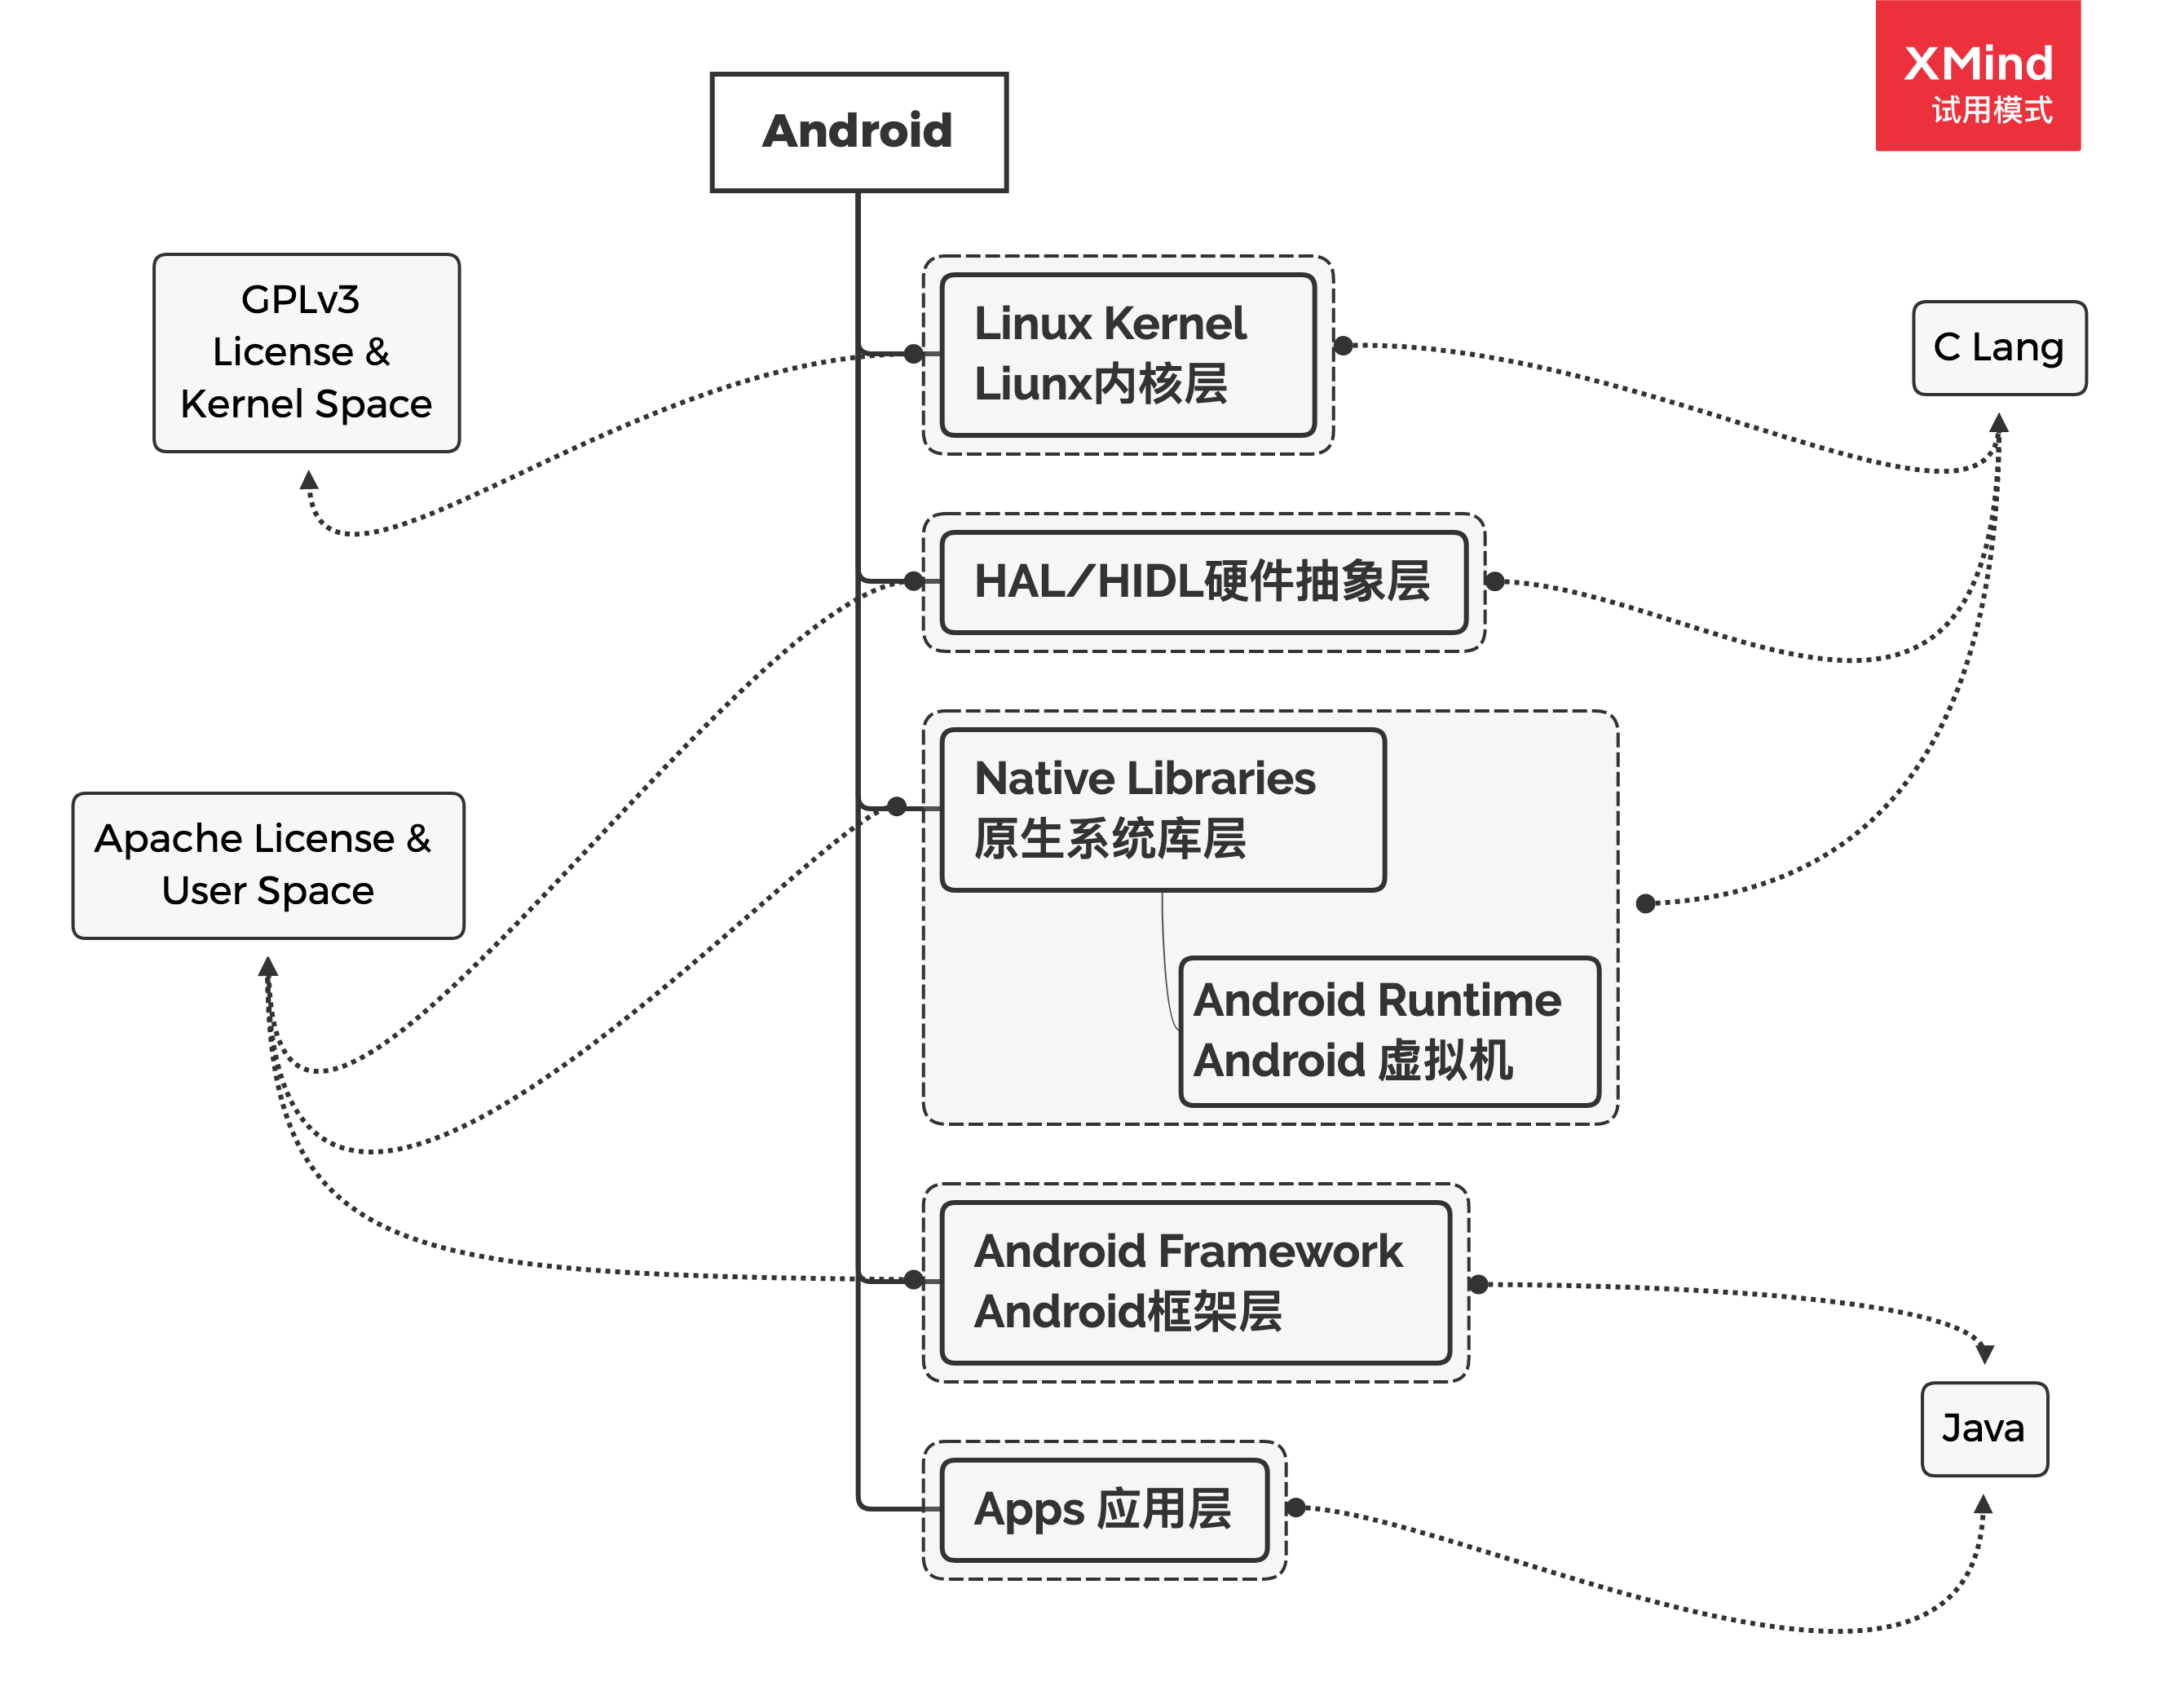 XMind
试用模式
Android
GPLv3
License &
Kernel Space
Linux Kernel
Liunx内核层
C Lang
HAL/HIDL硬件抽象层
Native Libraries
原生系统库层
Apache License &
User Space
Android Runtime
Android 虚拟机
Android Framework
Android框架层
Java
Apps 应用层